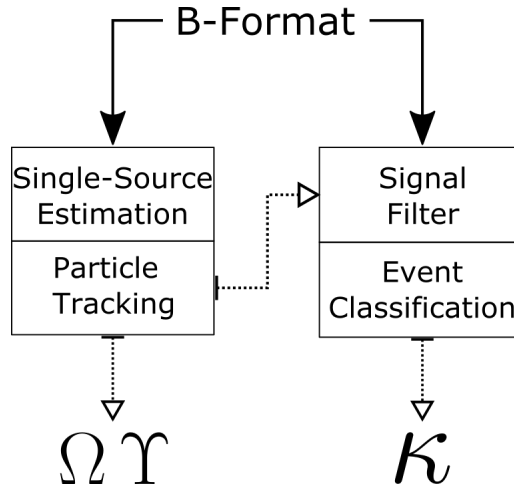 B-Format
Single-Source
Estimation
Particle
Tracking
Signal
Filter
Event
Classification
Ω ϒ
κ